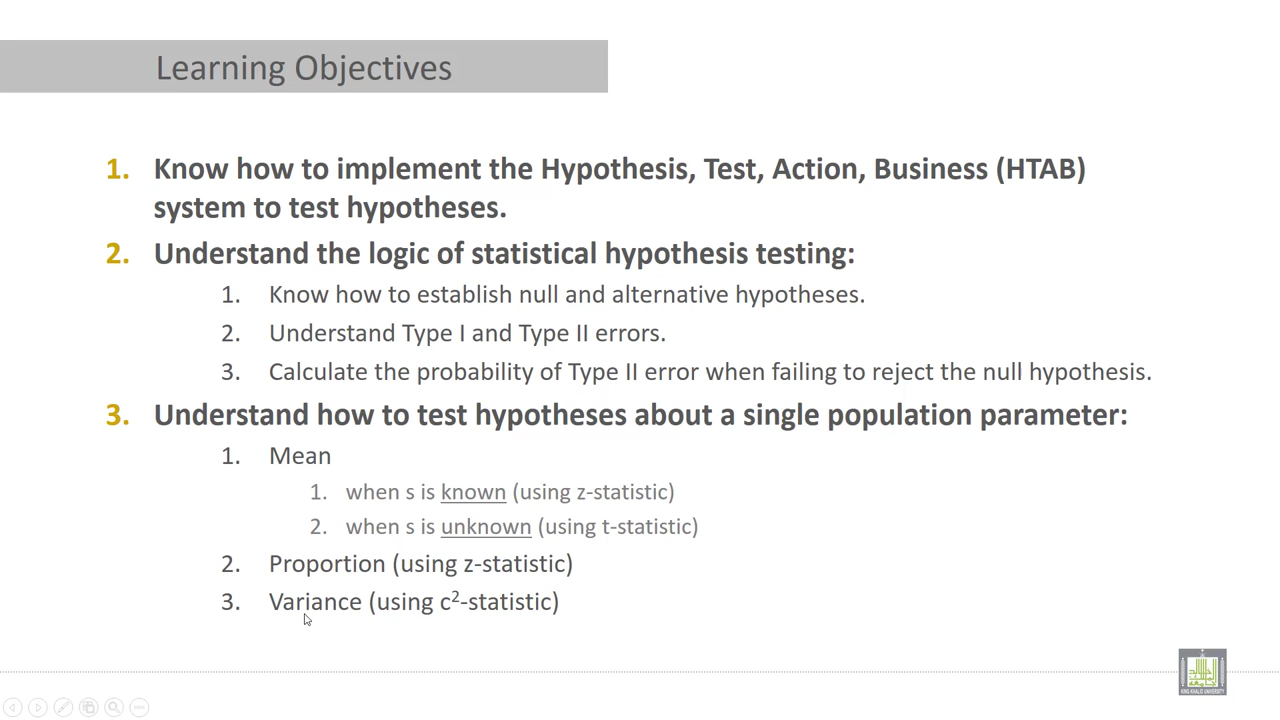 Learning Objectives
1. Know how to implement the Hypothesis, Test, Action, Business (HTAB)
system to test hypotheses.
2. Understand the logic of statistical hypothesis testing:
1. Know how to establish null and alternative hypotheses.
2. Understand Type I and Type II errors.
3. Calculate the probability of Type II error when failing to reject the null hypothesis.
3. Understand how to test hypotheses about a single population parameter:
1. Mean
1. when s is known (using z-statistic)
2. when s is unknown (using t-statistic)
2. Proportion (using z-statistic)
3. Variance (using c²-statistic)
KING KHALID UNIVERSITY